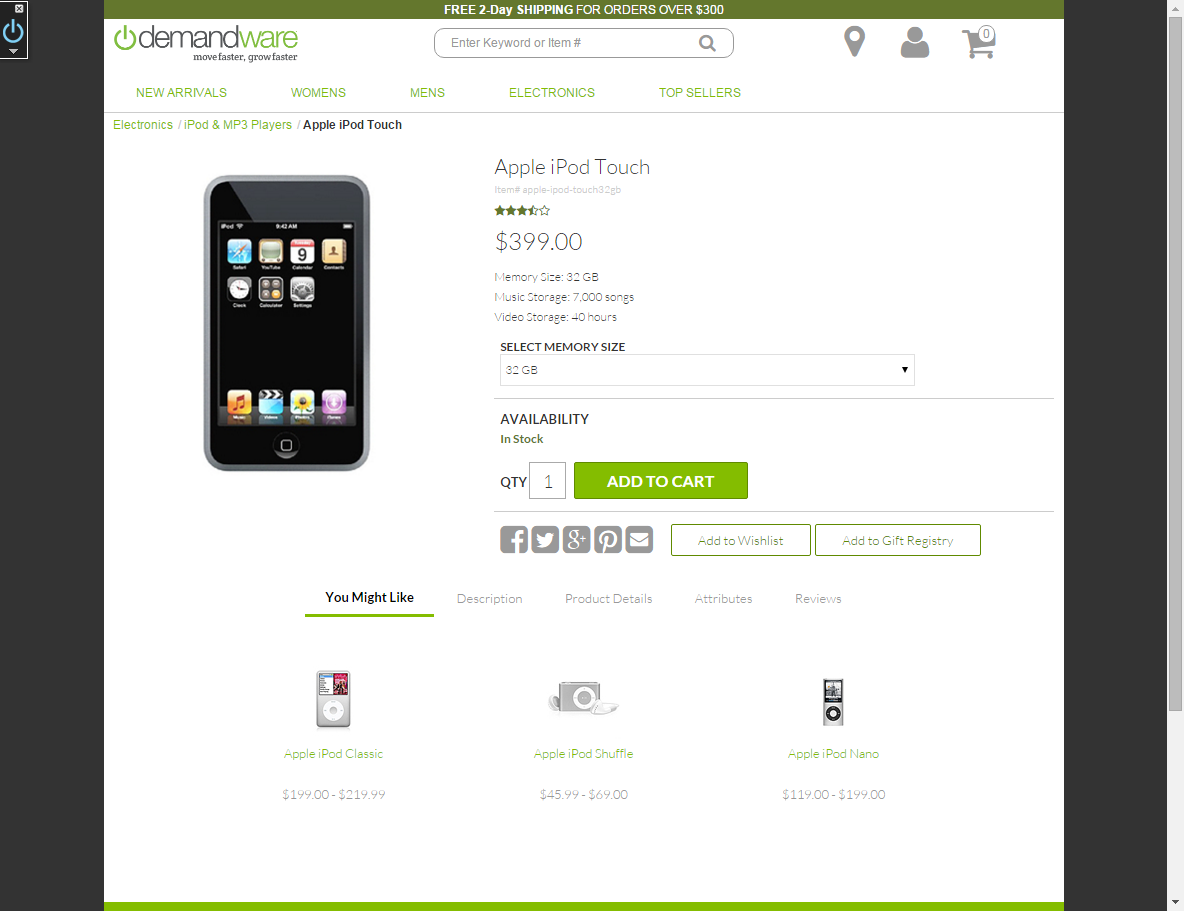 FREE 2-Day SHIPPING FOR ORDERS OVER $300
demandware
move faster, grow faster
Enter Keyword or Item #
0
NEW ARRIVALS WOMENS MENS ELECTRONICS TOP SELLERS
Electronics / iPod & MP3 Players / Apple iPod Touch
Apple iPod Touch
Item# apple-ipod-touch32gb
$399.00
Memory Size: 32 GB
Music Storage: 7,000 songs
Video Storage: 40 hours
SELECT MEMORY SIZE
32 GB
AVAILABILITY
In Stock
QTY 1 ADD TO CART
Add to Wishlist Add to Gift Registry
iPod 9:42 AM
9
Safari YouTube Calendar Contacts
Clock Calculator Settings
Music Videos Photos iTunes
You Might Like Description Product Details Attributes Reviews
Apple iPod Classic Apple iPod Shuffle Apple iPod Nano
$199.00 - $219.99 $45.99 - $69.00 $119.00 - $199.00